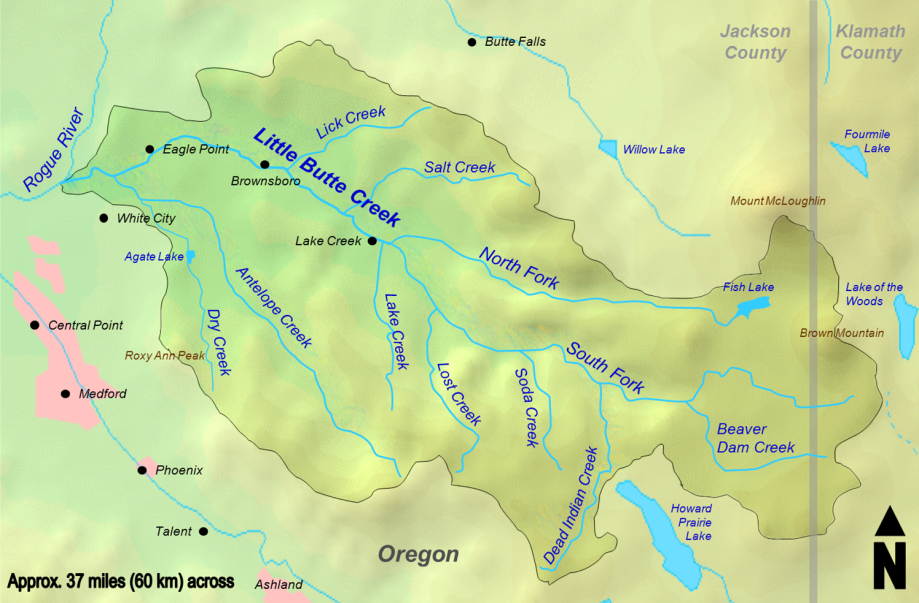 Jackson
County
Klamath
County
Butte Falls
Rogue River
Lick Creek
Eagle Point
Little Butte Creek
Willow Lake
Fourmile
Lake
Salt Creek
Brownsboro
Mount McLoughlin
White City
Lake Creek
Agate Lake
North Fork
Antelope Creek
Fish Lake
Lake of the
Woods
Central Point
Dry Creek
Lake Creek
Brown Mountain
Roxy Ann Peak
South Fork
Medford
Lost Creek
Soda Creek
Beaver
Dam Creek
Phoenix
Dead Indian Creek
Howard
Prairie
Lake
Talent
Oregon
N
Approx. 37 miles (60 km) across
Ashland